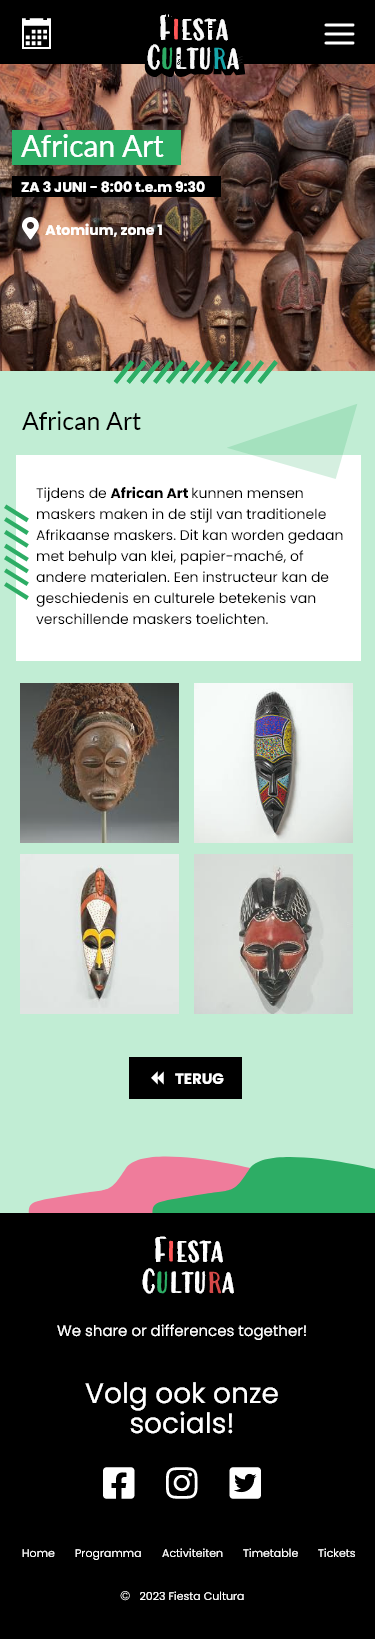 FIESTA
CULTURA
African Art
ZA 3 JUNI - 8:00 t.e.m 9:30
Atomium, zone 1
African Art
Tijdens de African Art kunnen mensen
maskers maken in de stijl van traditionele
Afrikaanse maskers. Dit kan worden gedaan
met behulp van klei, papier-maché, of
andere materialen. Een instructeur kan de
geschiedenis en culturele betekenis van
verschillende maskers toelichten.
TERUG
FIESTA
CULTURA
We share or differences together!
Volg ook onze
socials!
Home Programma Activiteiten Timetable Tickets
© 2023 Fiesta Cultura